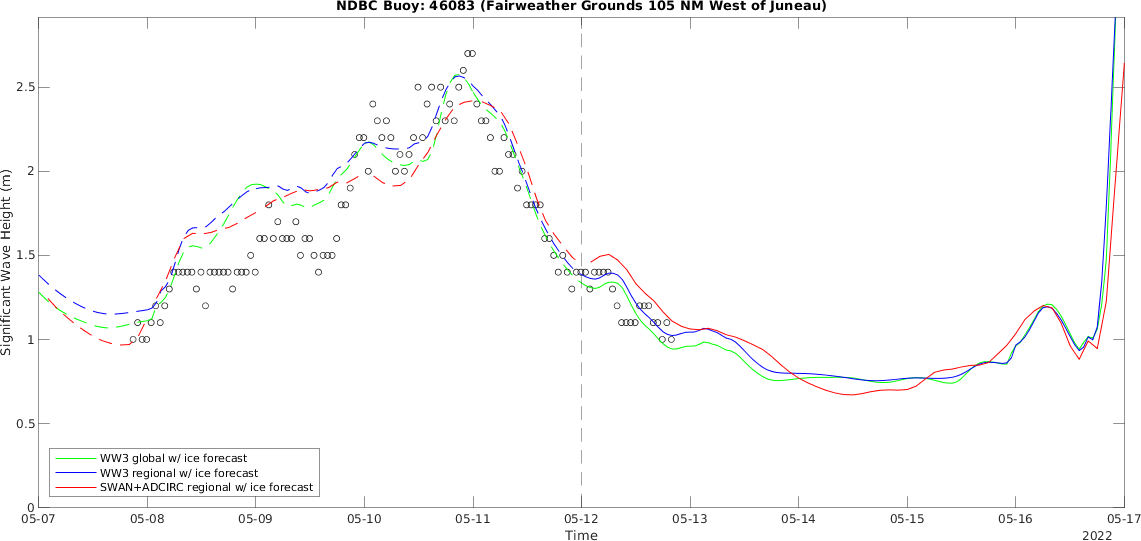 NDBC Buoy: 46083 (Fairweather Grounds 105 NM West of Juneau)
Significant Wave Height (m)
2.5
2
1.5
1
0.5
0
WW3 global w/ ice forecast
WW3 regional w/ ice forecast
SWAN+ADCIRC regional w/ ice forecast
05-07 05-08 05-09 05-10 05-11 05-12 05-13 05-14 05-15 05-16 05-17
Time
2022